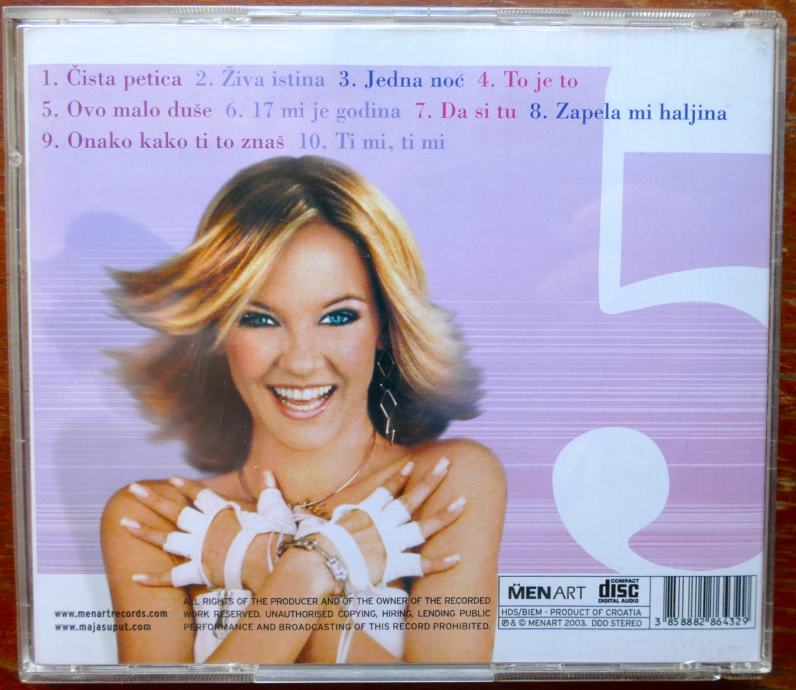 1. Čista petica 2. Živa istina 3. Jedna noć 4. To je to
5. Ovo malo duše 6. 17 mi je godina 7. Da si tu 8. Zapela mi haljina
9. Onako kako ti to znaš 10. Ti mi, ti mi
5
www.menartrecords.com
www.majasuput.com
ALL RIGHTS OF THE PRODUCER AND OF THE OWNER OF THE RECORDED
WORK RESERVED. UNAUTHORISED COPYING, HIRING, LENDING PUBLIC
PERFORMANCE AND BROADCASTING OF THIS RECORD PROHIBITED.
MENART
COMPACT
disc
DIGITAL AUDIO
HDS/BIEM - PRODUCT OF CROATIA
℗ & © MENART 2003. DDD STEREO
3 858882 864329